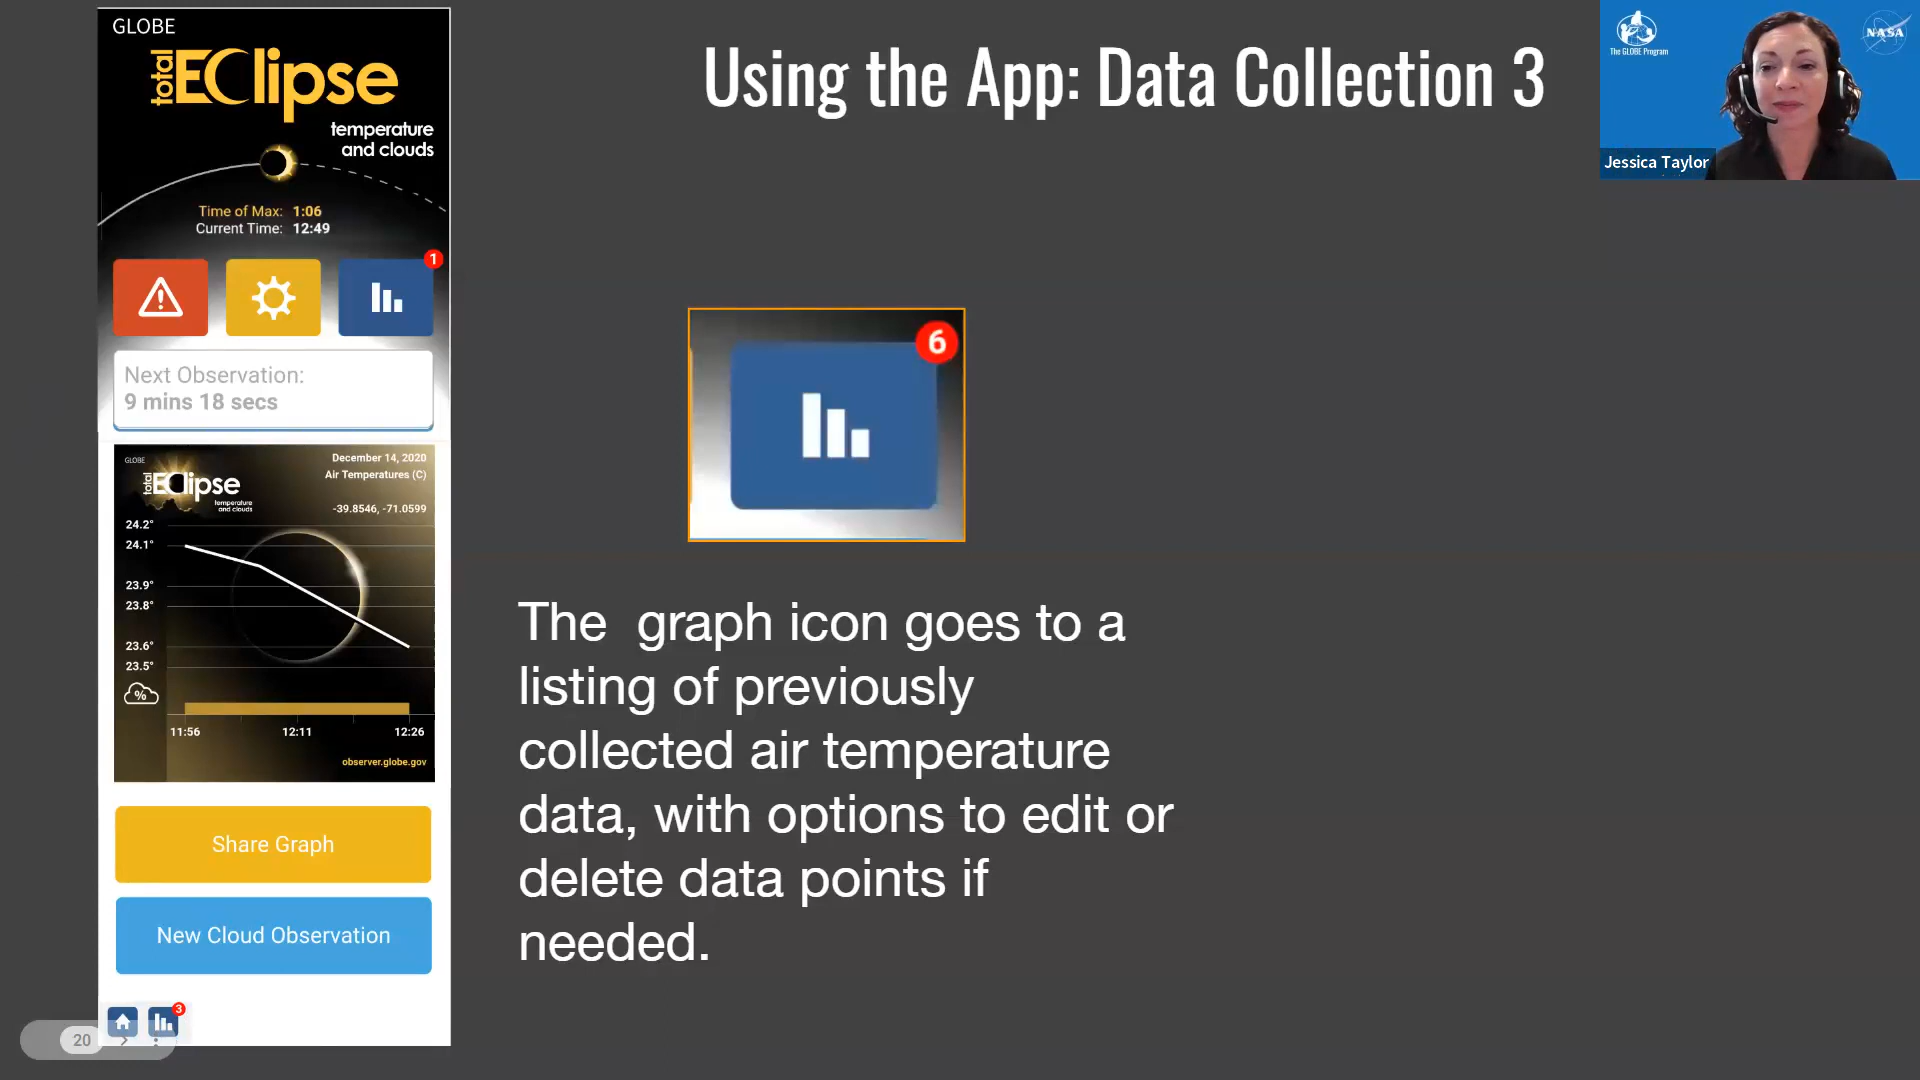 GLOBE
total EClipse
temperature
and clouds
Time of Max: 1:06
Current Time: 12:49
1
Next Observation:
9 mins 18 secs
GLOBE
total EClipse
temperature
and clouds
December 14, 2020
Air Temperatures (C)
-39.8546, -71.0599
24.2°
24.1°
23.9°
23.8°
23.6°
23.5°
%
11:56 12:11 12:26
observer.globe.gov
Share Graph
New Cloud Observation
3
20
Using the App: Data Collection 3
6
The graph icon goes to a
listing of previously
collected air temperature
data, with options to edit or
delete data points if
needed.
The GLOBE Program
NASA
Jessica Taylor